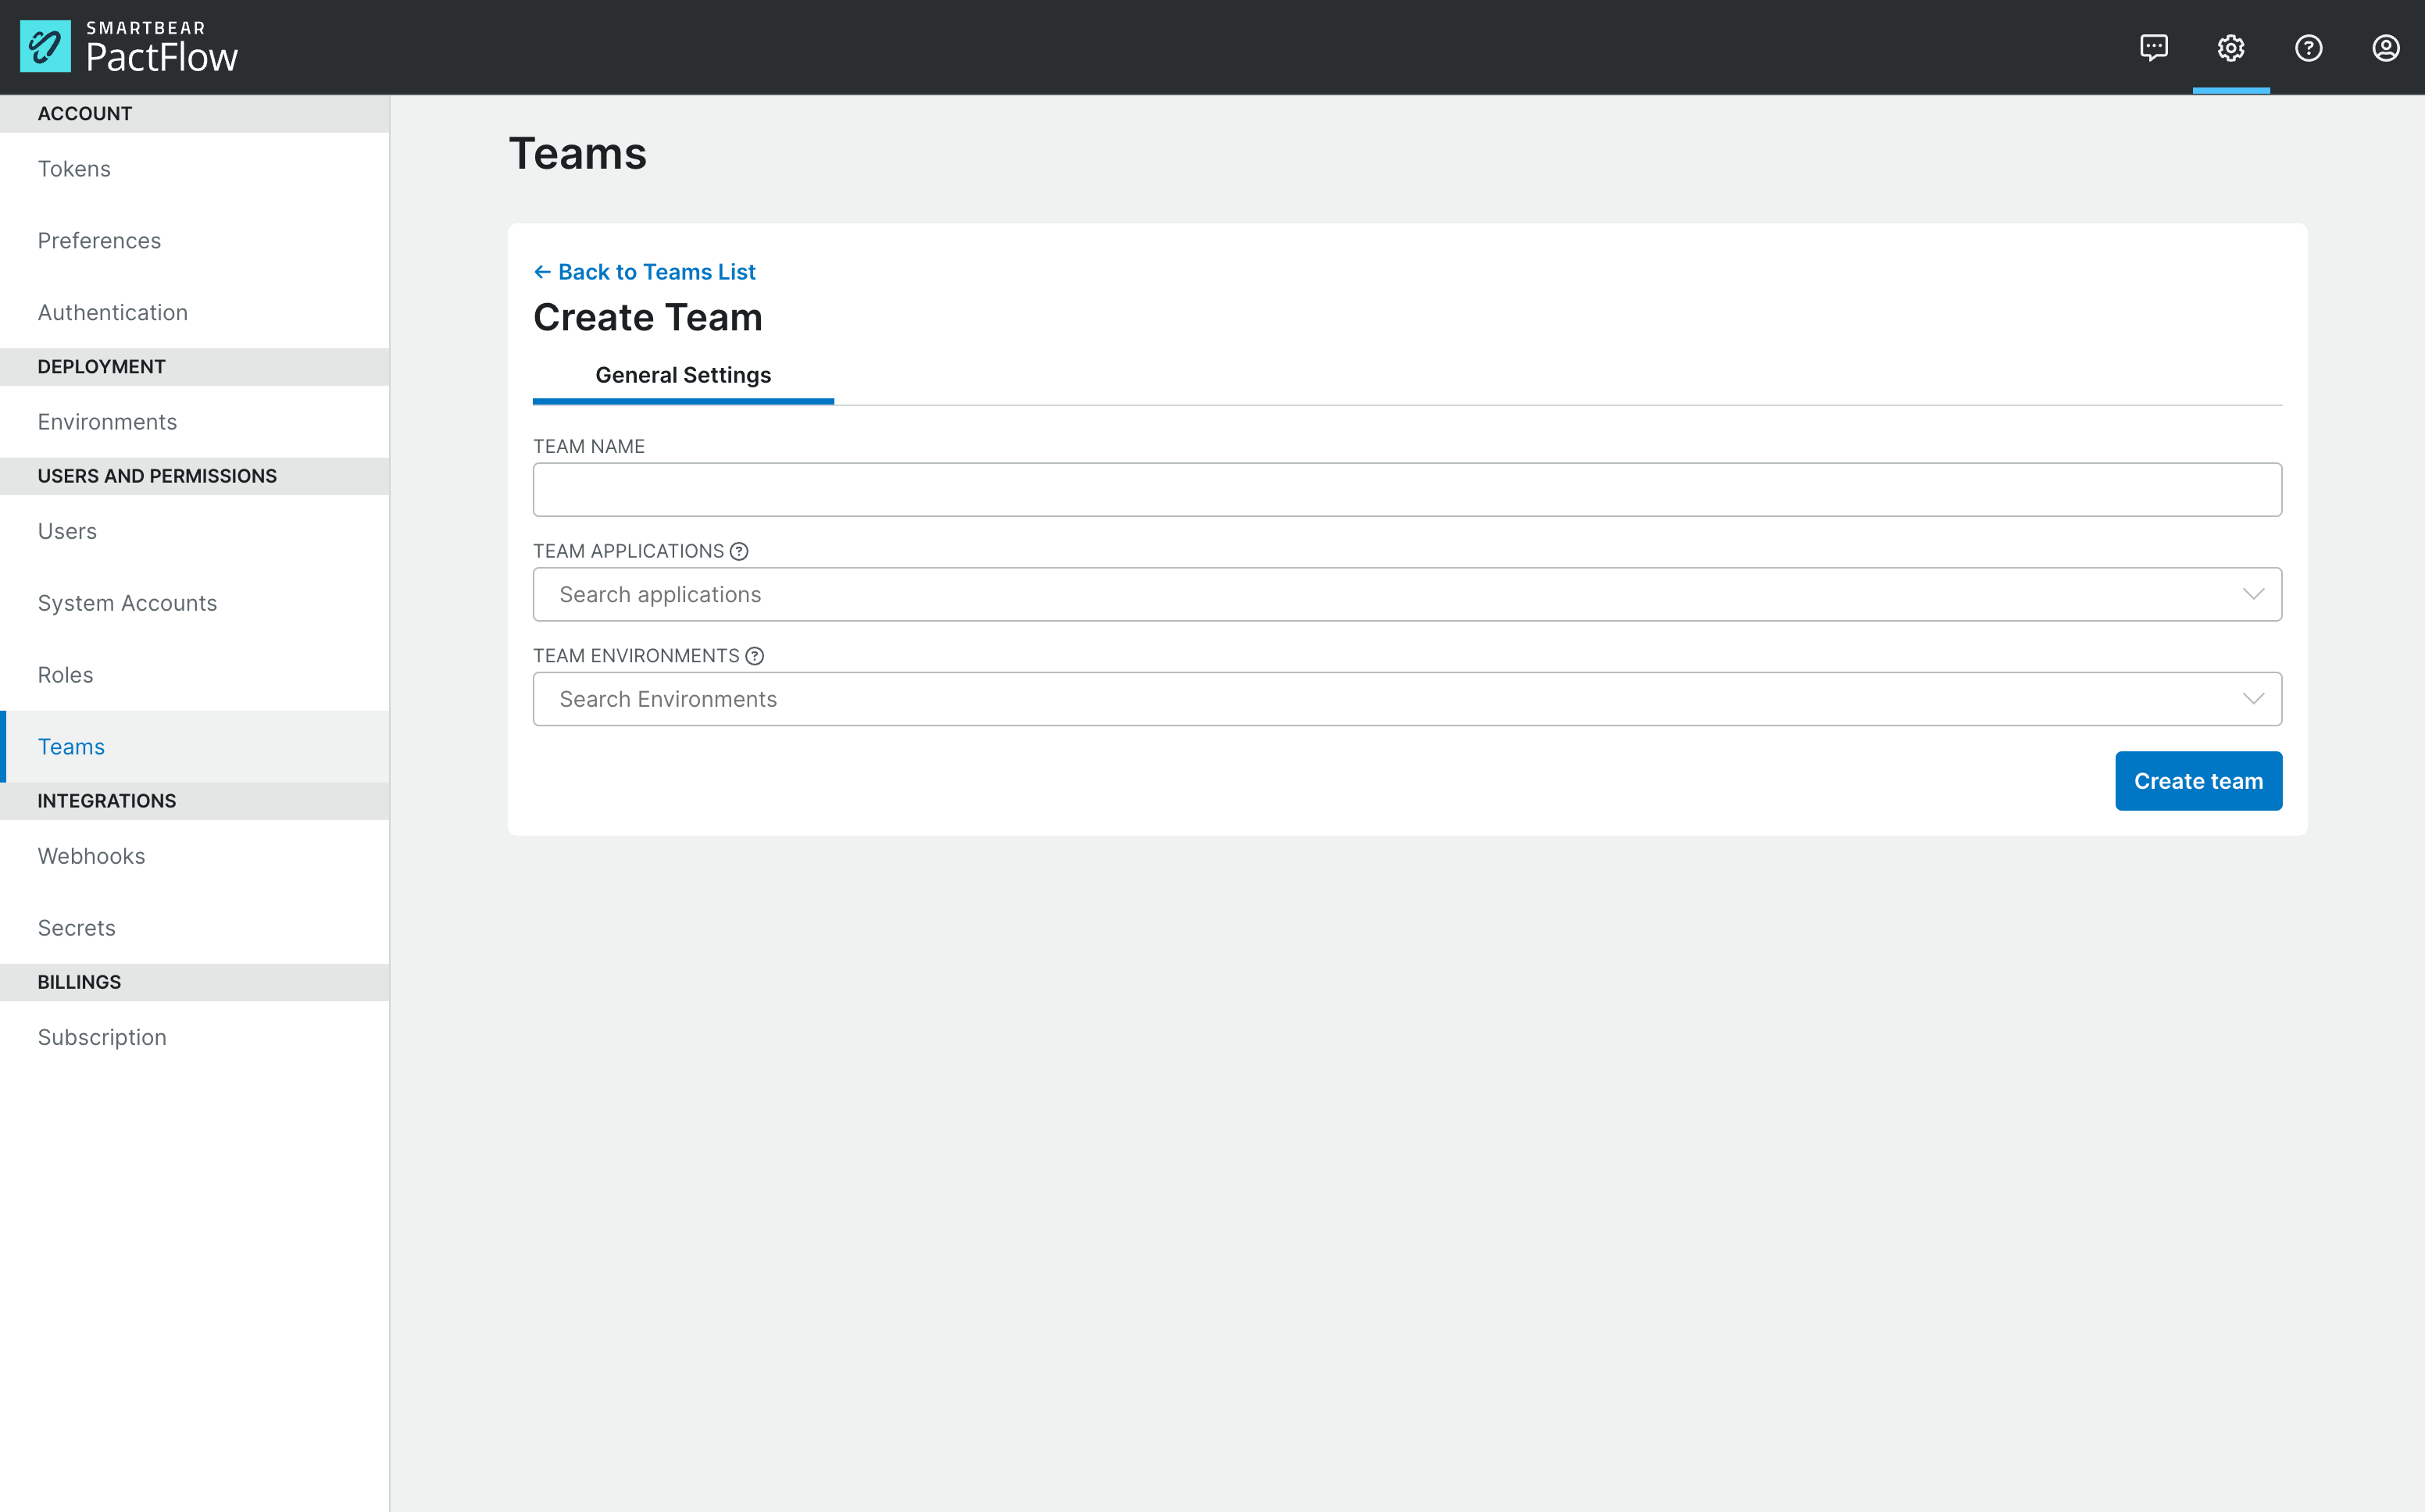 SMARTBEAR
PactFlow
ACCOUNT
Tokens
Preferences
Authentication
DEPLOYMENT
Environments
USERS AND PERMISSIONS
Users
System Accounts
Roles
Teams
INTEGRATIONS
Webhooks
Secrets
BILLINGS
Subscription
Teams
← Back to Teams List
Create Team
General Settings
TEAM NAME
TEAM APPLICATIONS ?
Search applications
TEAM ENVIRONMENTS ?
Search Environments
Create team